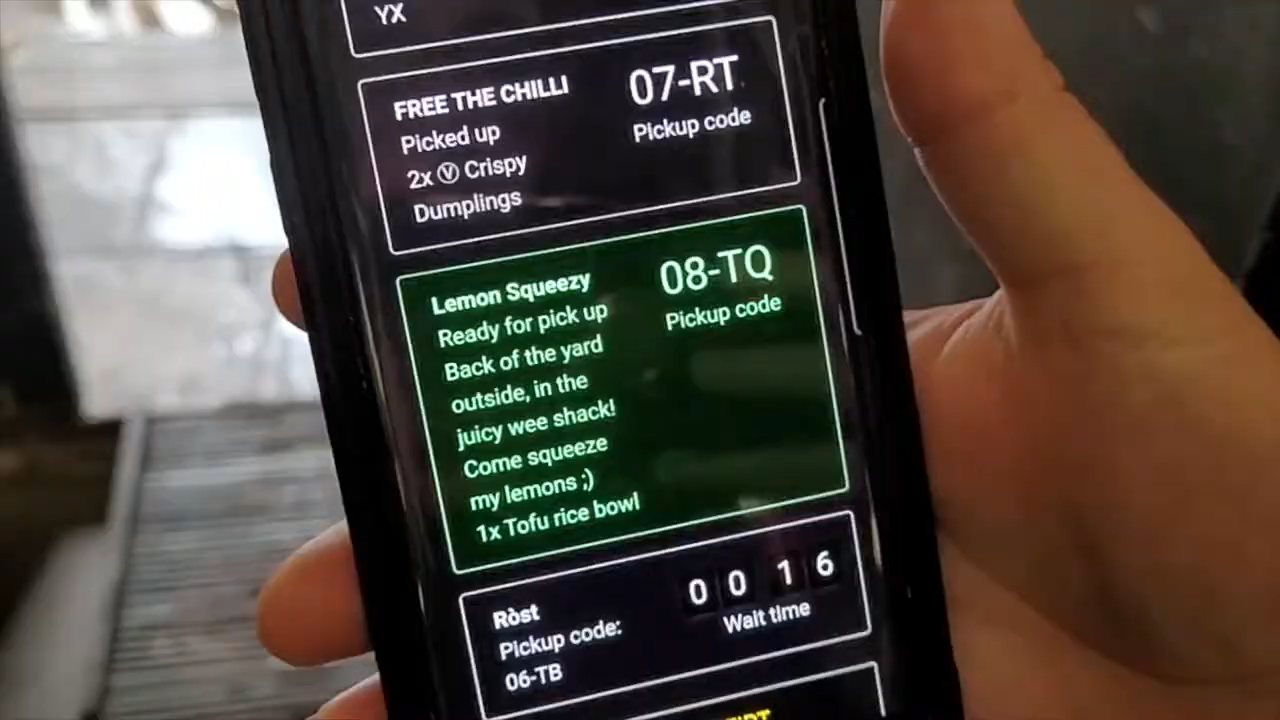 YX
FREE THE CHILLI
Picked up
2x Ⓥ Crispy
Dumplings
07-RT
Pickup code
Lemon Squeezy
Ready for pick up
Back of the yard
outside, in the
juicy wee shack!
Come squeeze
my lemons ;)
1x Tofu rice bowl
08-TQ
Pickup code
Ròst
Pickup code:
06-TB
0 0 1 6
Wait time